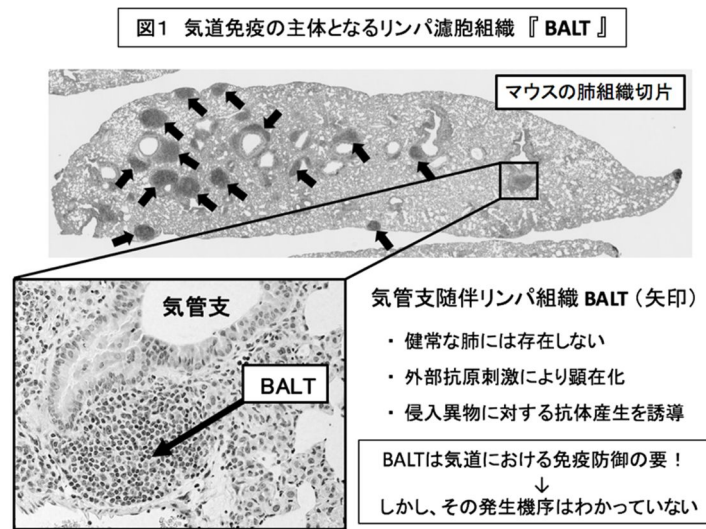 図1 気道免疫の主体となるリンパ濾胞組織『 BALT 』
マウスの肺組織切片
気管支
BALT
気管支随伴リンパ組織 BALT（矢印）
・ 健常な肺には存在しない
・ 外部抗原刺激により顕在化
・ 侵入異物に対する抗体産生を誘導
BALTは気道における免疫防御の要！
↓
しかし、その発生機序はわかっていない